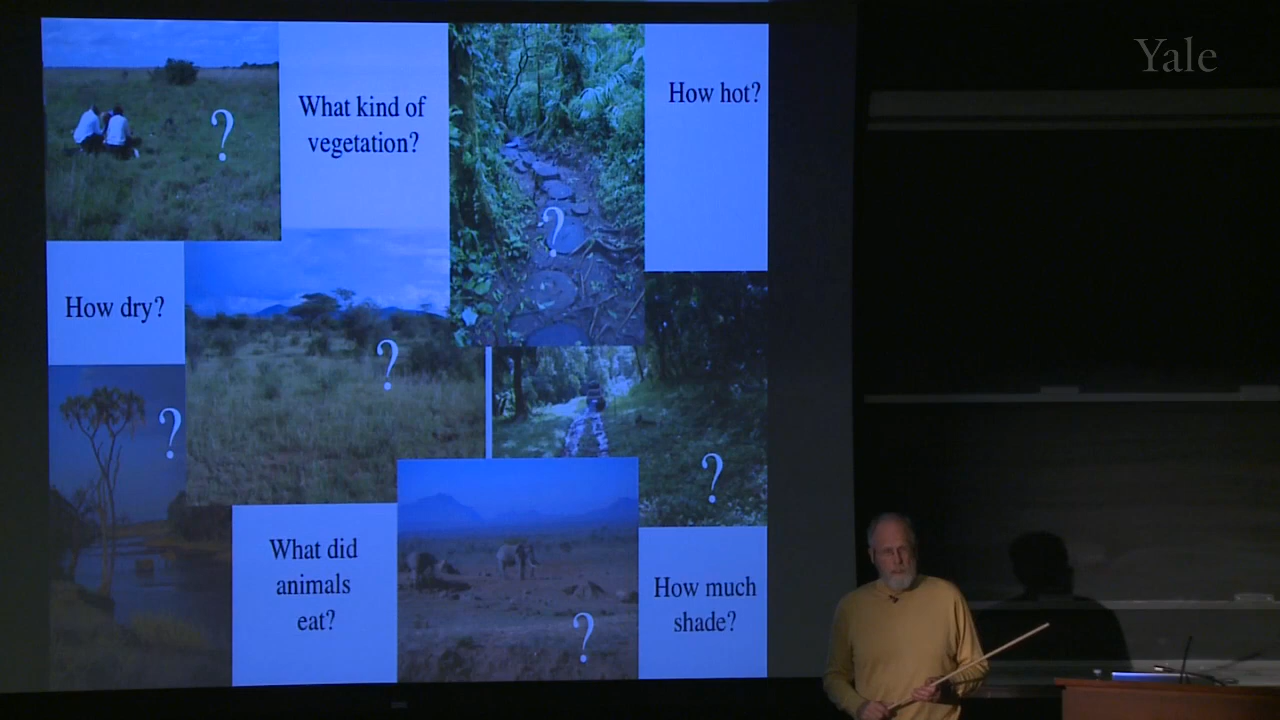 Yale
?
What kind of
vegetation?
How hot?
?
How dry?
?
?
?
What did
animals
eat?
?
How much
shade?